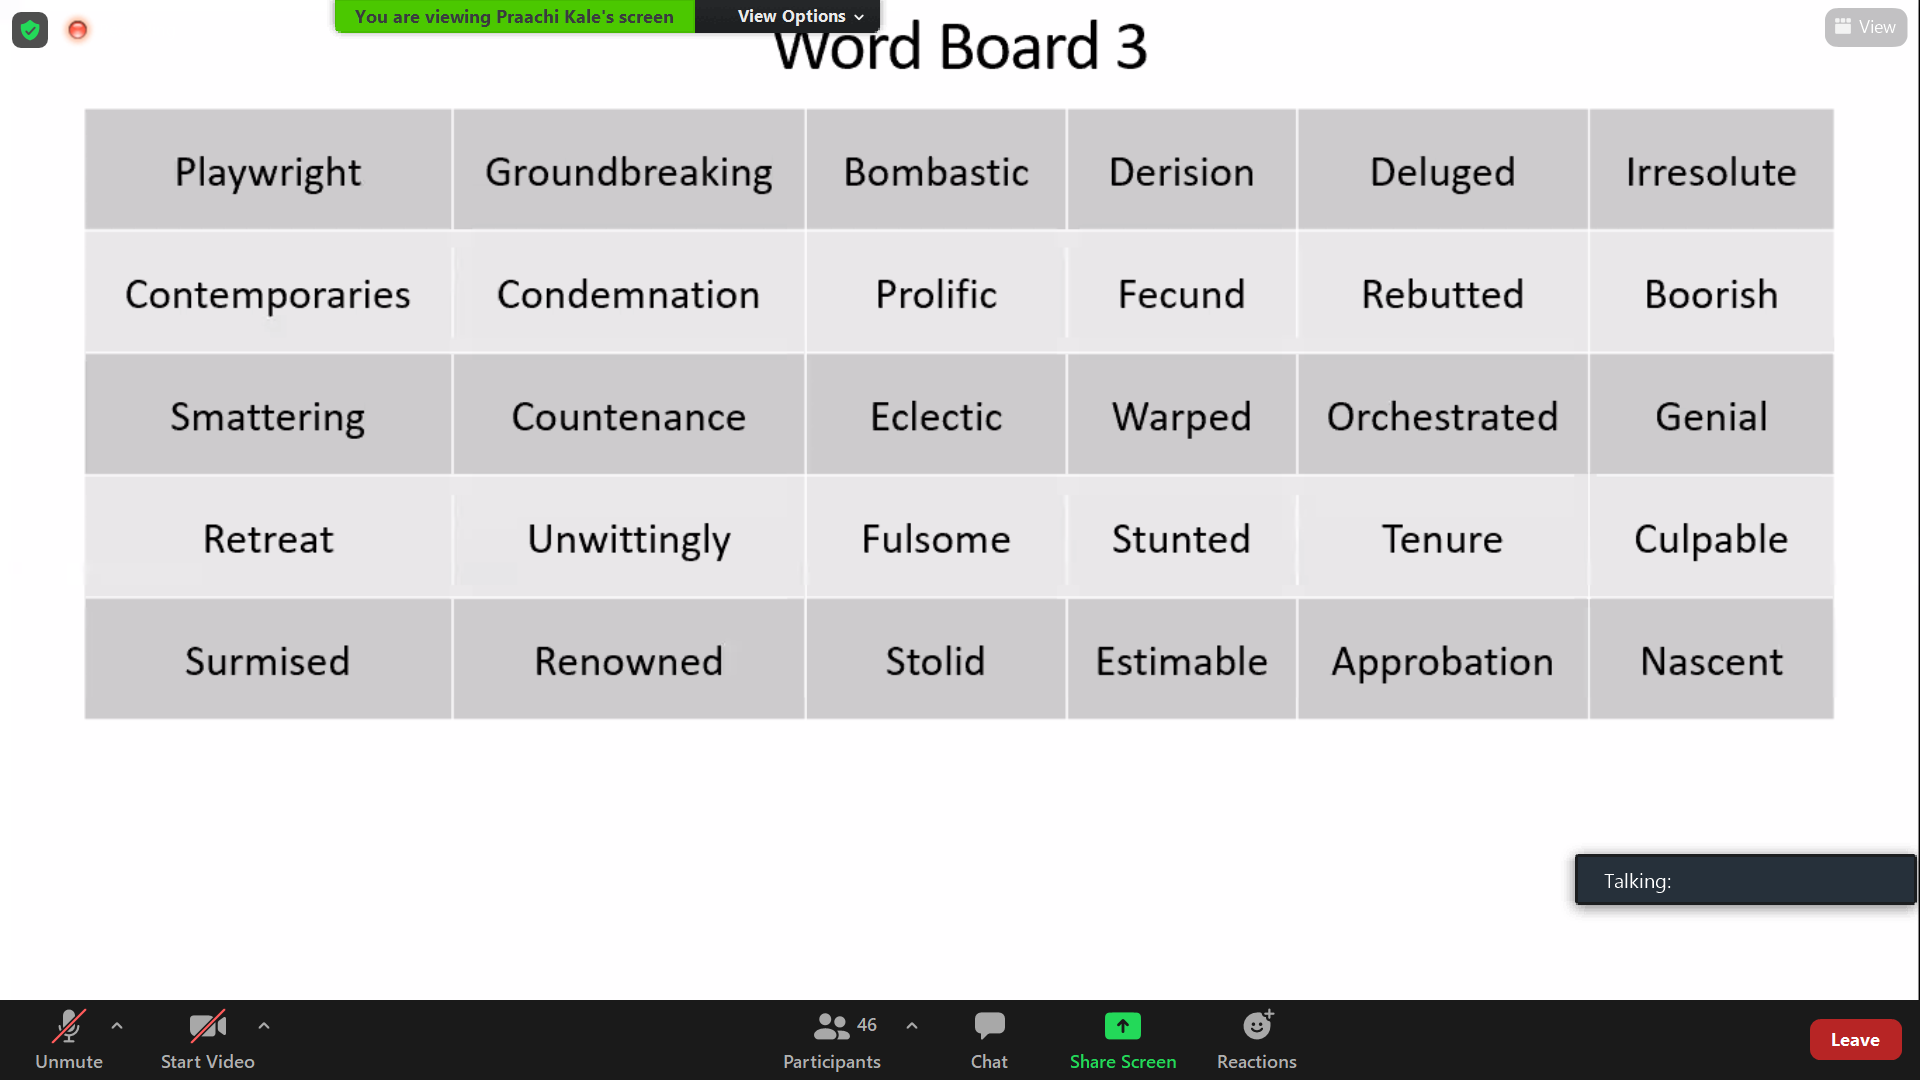 You are viewing Praachi Kale's screen View Options
View
Word Board 3
Playwright Groundbreaking Bombastic Derision Deluged Irresolute
Contemporaries Condemnation Prolific Fecund Rebutted Boorish
Smattering Countenance Eclectic Warped Orchestrated Genial
Retreat Unwittingly Fulsome Stunted Tenure Culpable
Surmised Renowned Stolid Estimable Approbation Nascent
Talking:
46
Unmute Start Video Participants Chat Share Screen Reactions Leave